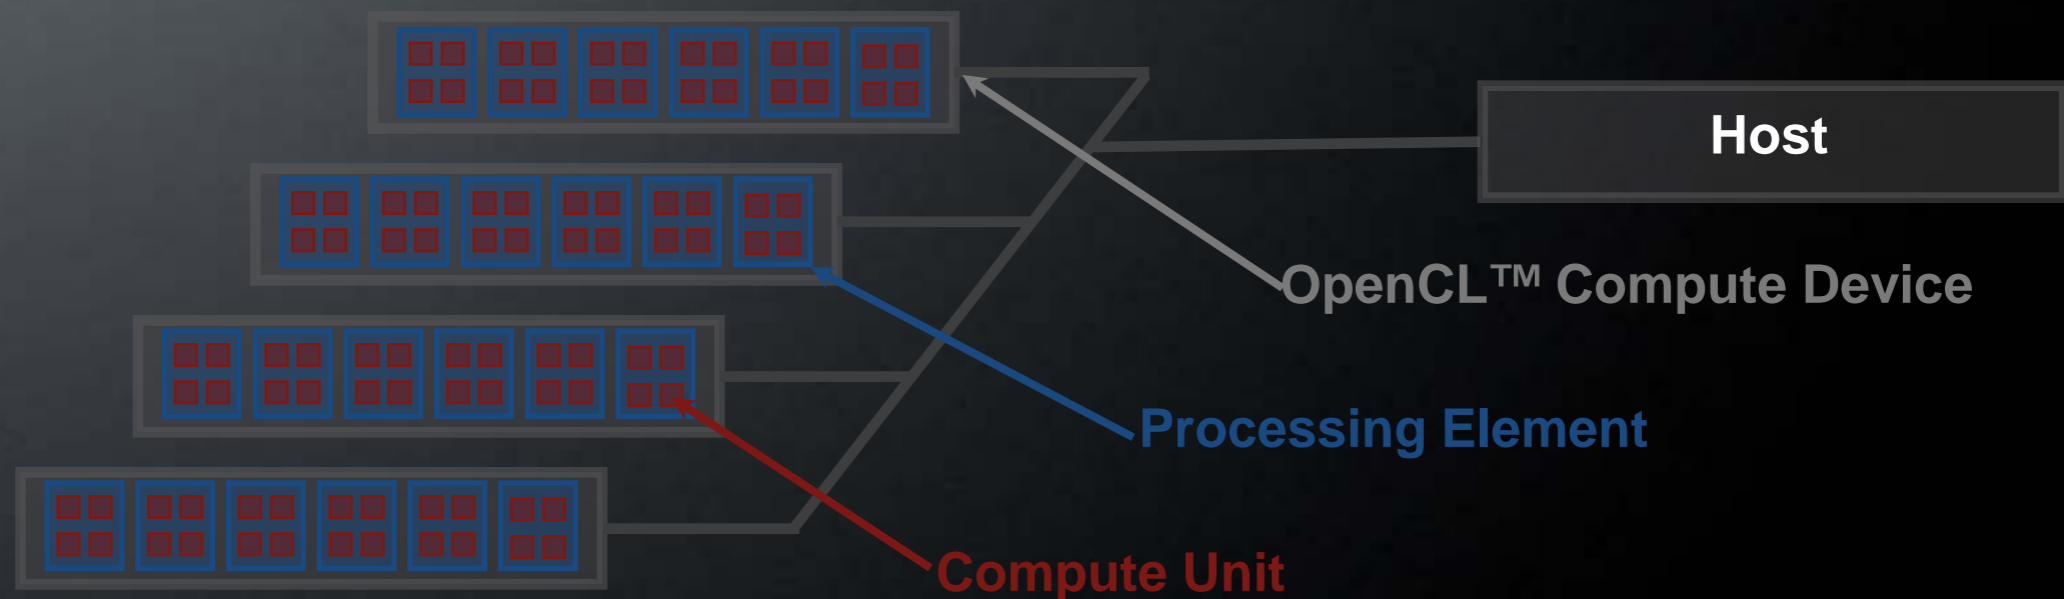 Host
OpenCL™ Compute Device
Processing Element
Compute Unit